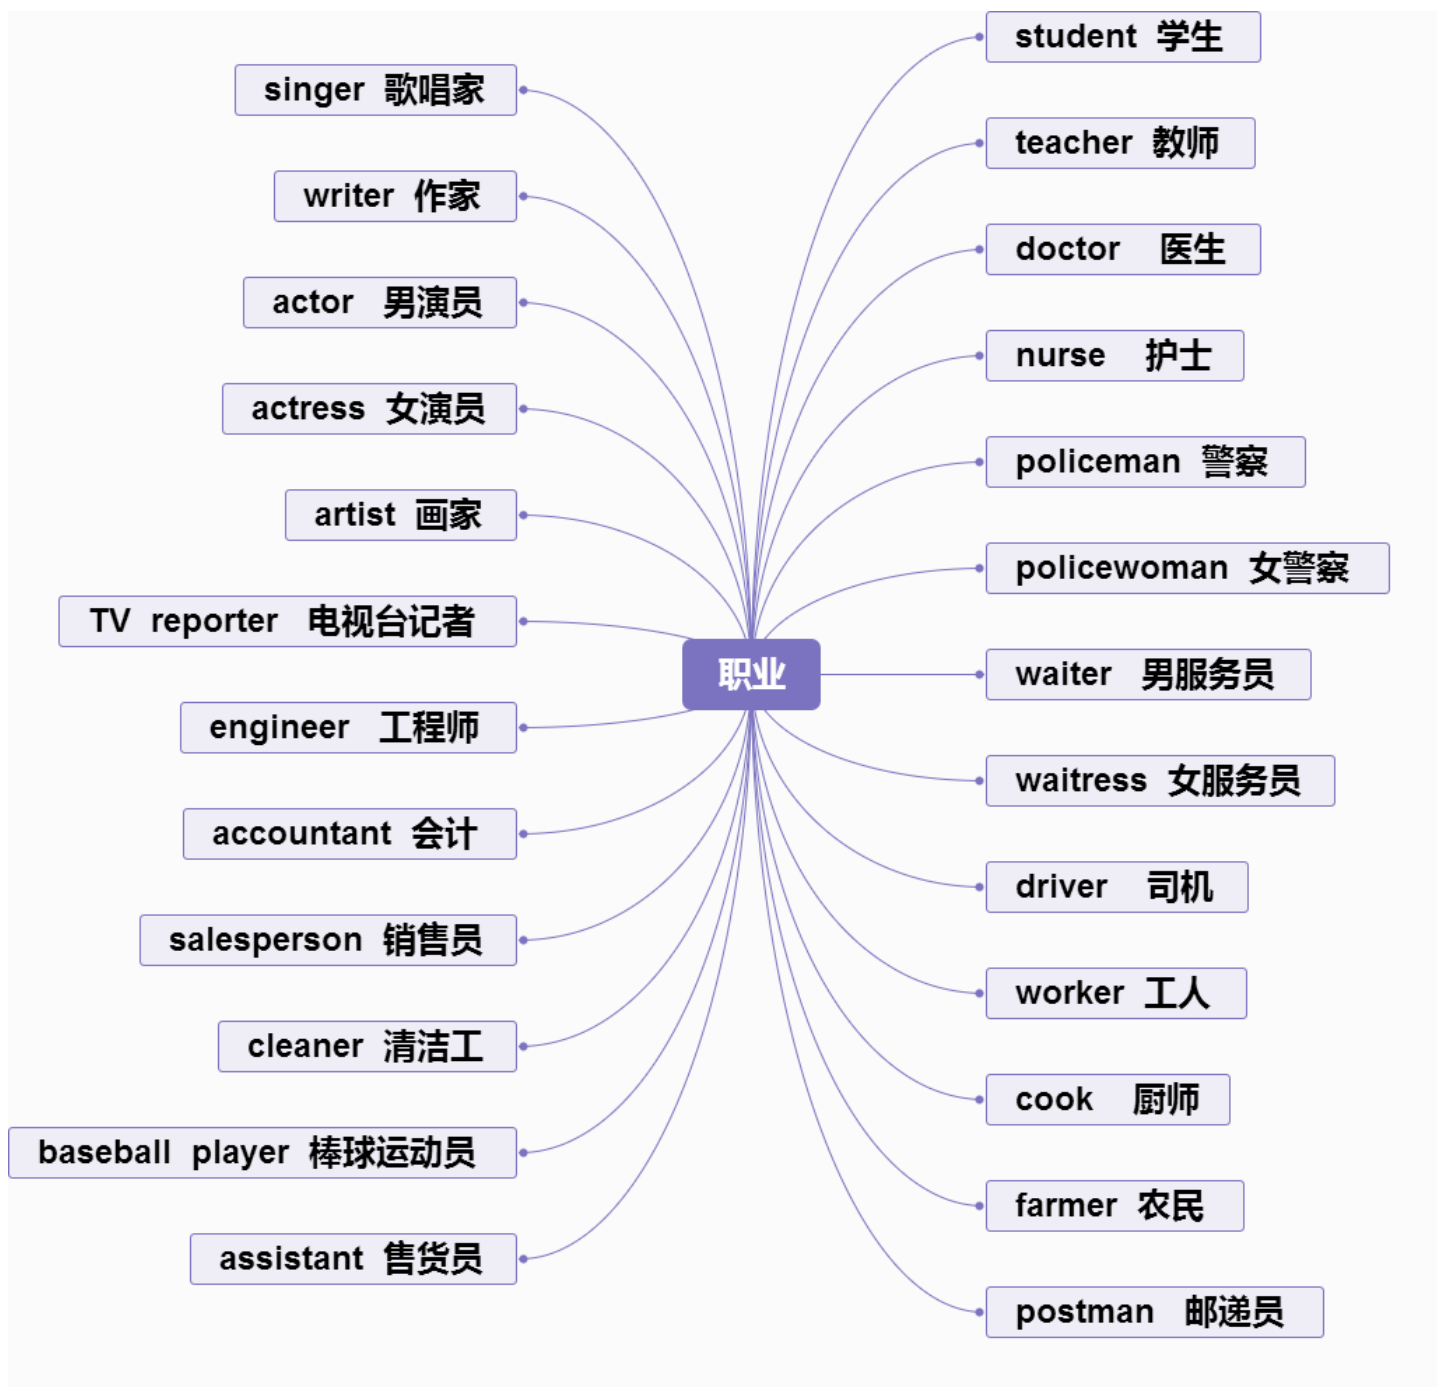 职业
student 学生
teacher 教师
doctor 医生
nurse 护士
policeman 警察
policewoman 女警察
waiter 男服务员
waitress 女服务员
driver 司机
worker 工人
cook 厨师
farmer 农民
postman 邮递员
singer 歌唱家
writer 作家
actor 男演员
actress 女演员
artist 画家
TV reporter 电视台记者
engineer 工程师
accountant 会计
salesperson 销售员
cleaner 清洁工
baseball player 棒球运动员
assistant 售货员